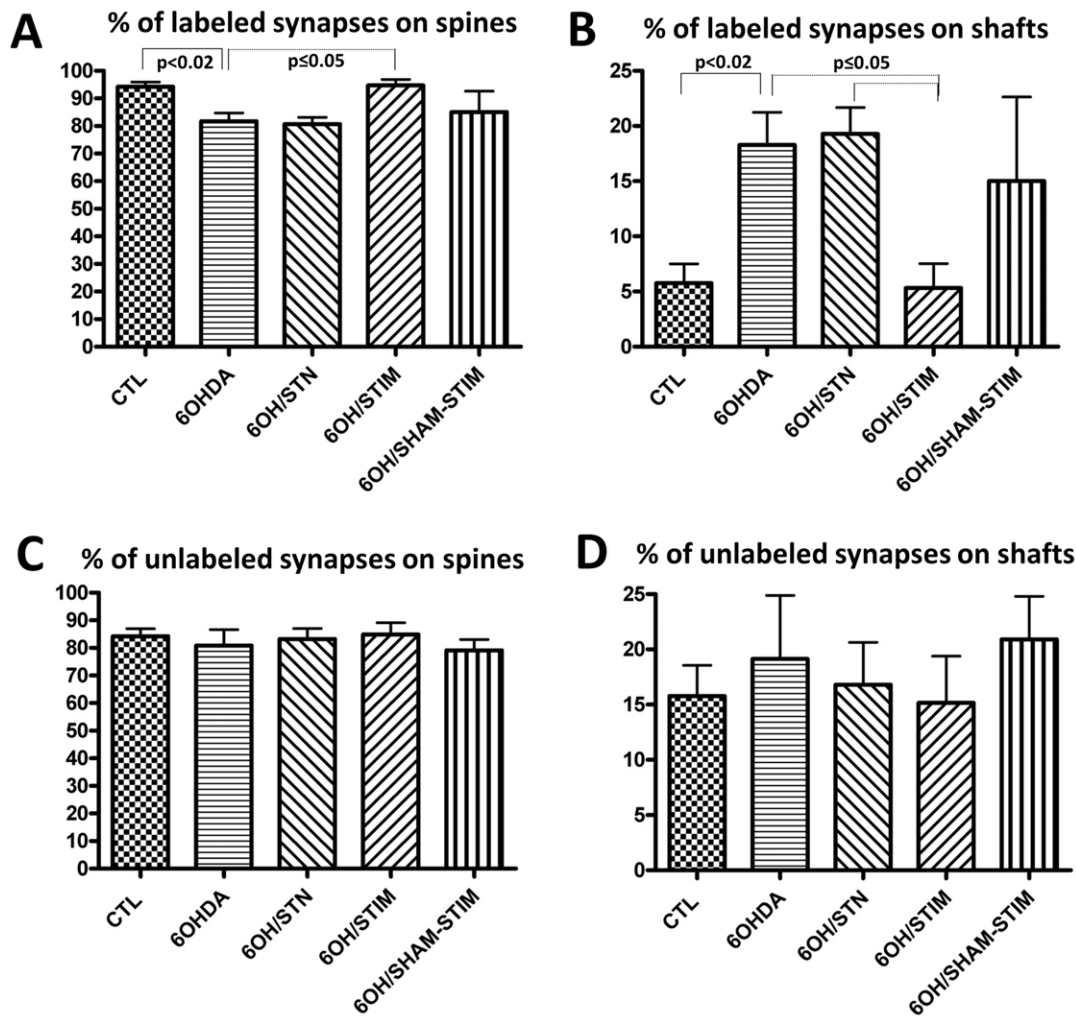 A
% of labeled synapses on spines
p<0.02
p≤0.05
100
90
80
70
60
50
40
30
20
10
0
CTL
6OHDA
6OH/STN
6OH/STIM
6OH/SHAM-STIM
B
% of labeled synapses on shafts
p<0.02
p≤0.05
25
20
15
10
5
0
CTL
6OHDA
6OH/STN
6OH/STIM
6OH/SHAM-STIM
C
% of unlabeled synapses on spines
100
90
80
70
60
50
40
30
20
10
0
CTL
6OHDA
6OH/STN
6OH/STIM
6OH/SHAM-STIM
D
% of unlabeled synapses on shafts
25
20
15
10
5
0
CTL
6OHDA
6OH/STN
6OH/STIM
6OH/SHAM-STIM